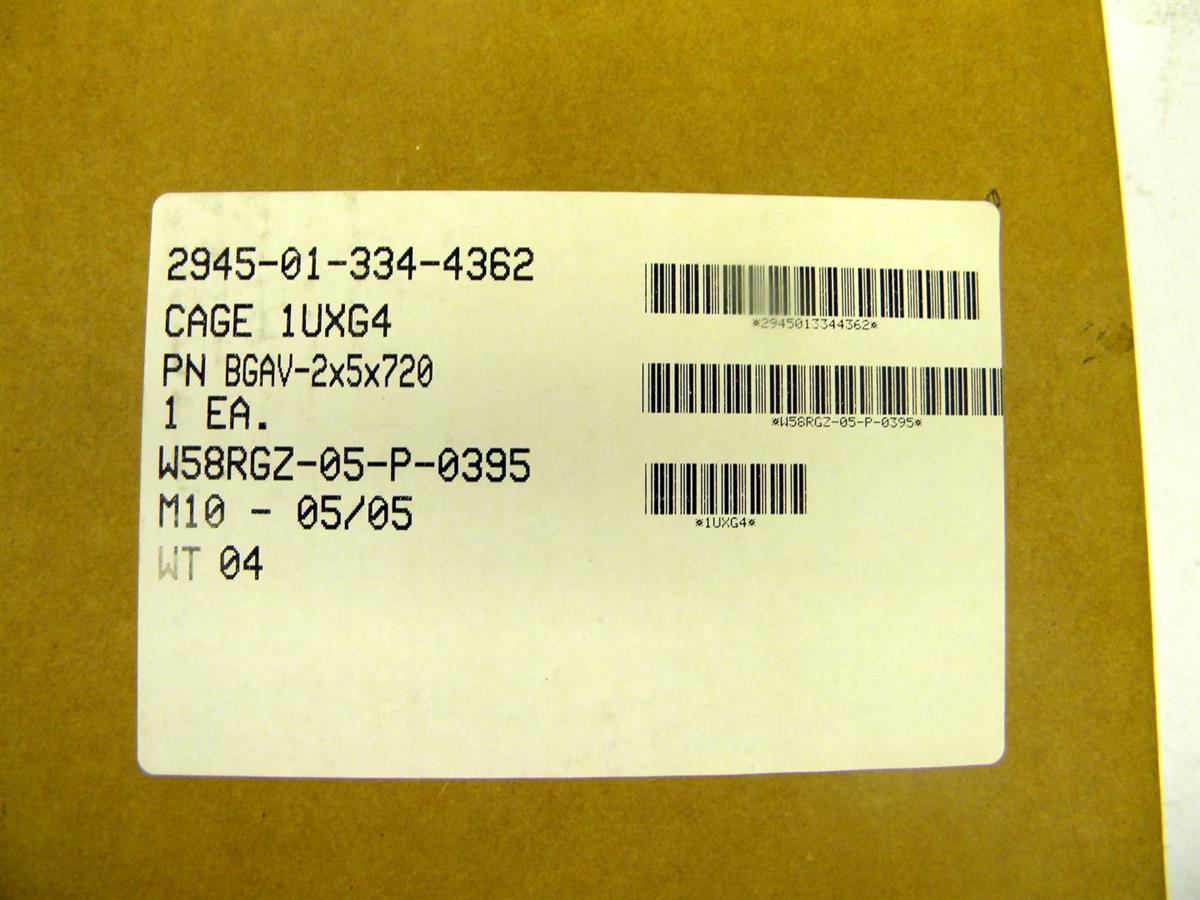 2945-01-334-4362
CAGE 1UXG4
PN BGAV-2x5x720
1 EA.
W58RGZ-05-P-0395
M10 - 05/05
WT 04
*2945013344362*
*W58RGZ-05-P-0395*
*1UXG4*